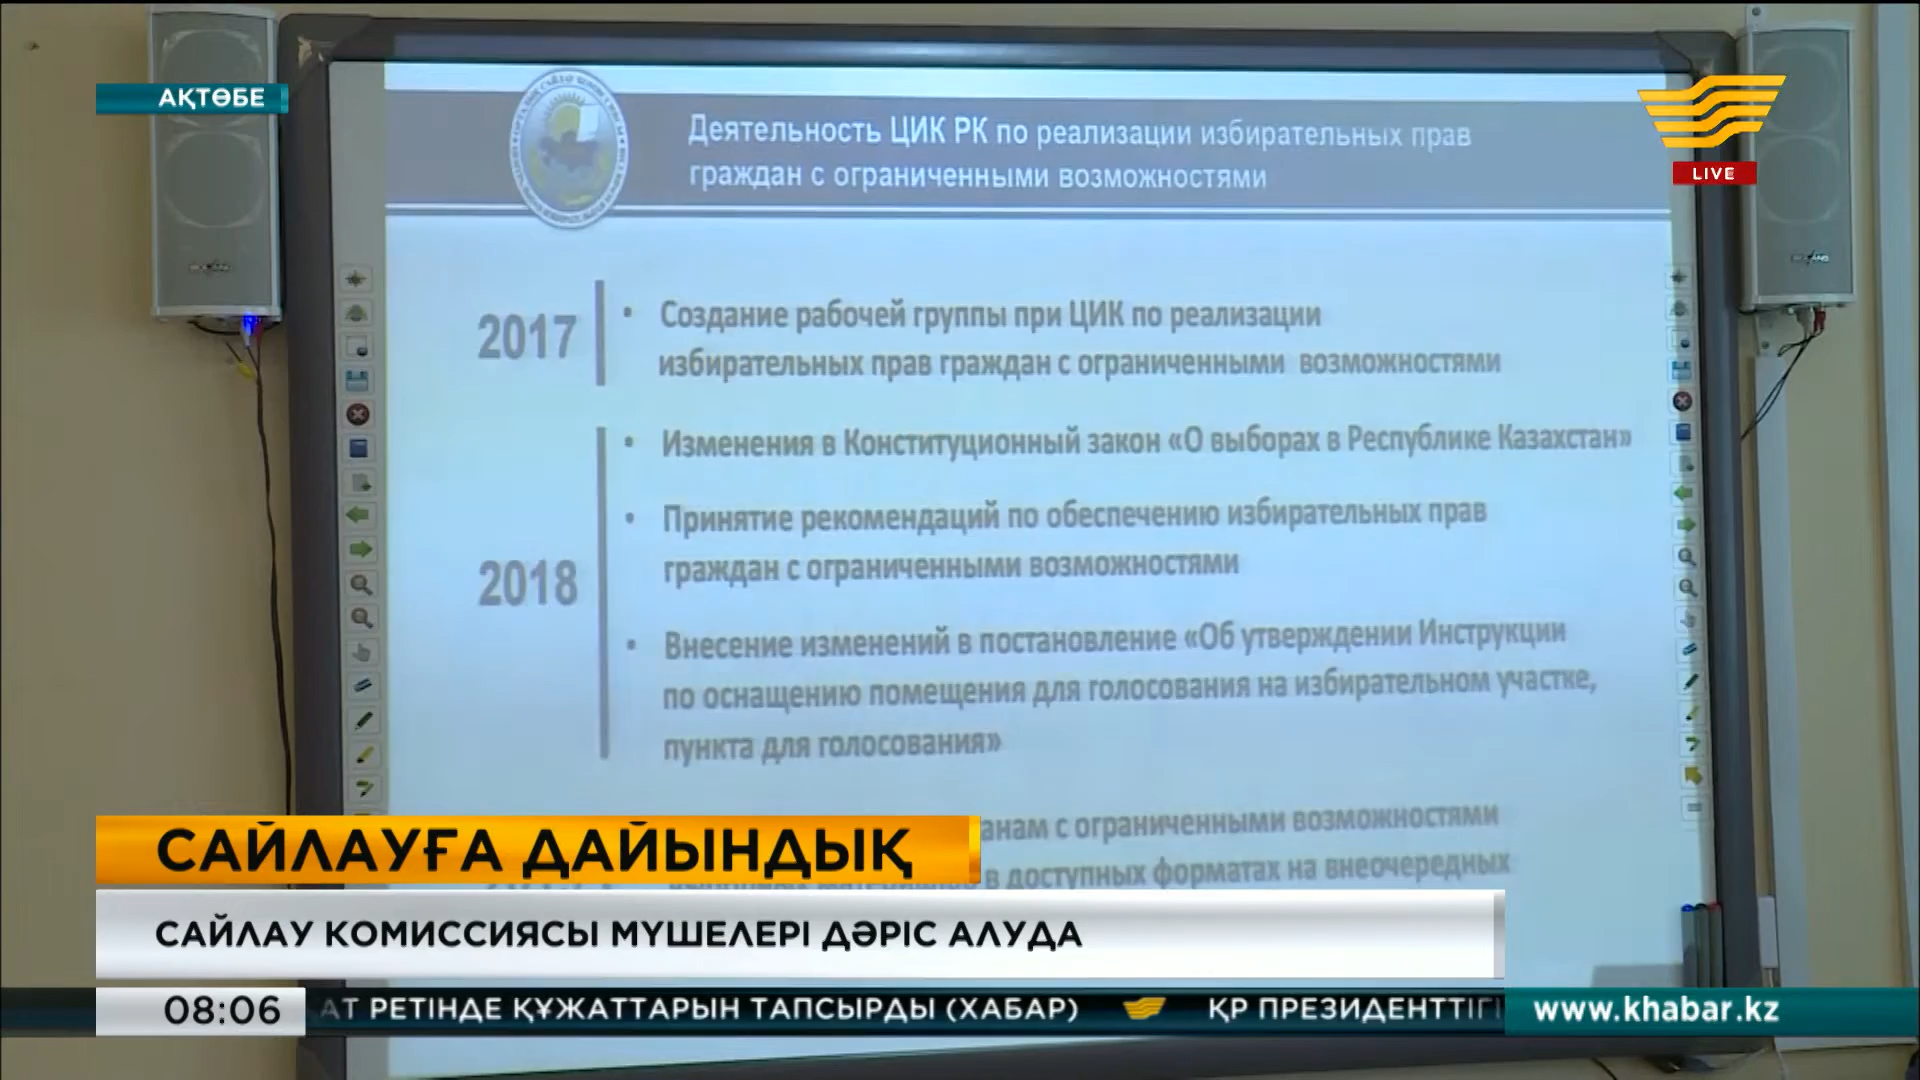 АҚТӨБЕ
LIVE
Деятельность ЦИК РК по реализации избирательных прав
граждан с ограниченными возможностями
2017
• Создание рабочей группы при ЦИК по реализации
избирательных прав граждан с ограниченными возможностями
2018
• Изменения в Конституционный закон «О выборах в Республике Казахстан»
• Принятие рекомендаций по обеспечению избирательных прав
граждан с ограниченными возможностями
• Внесение изменений в постановление «Об утверждении Инструкции
по оснащению помещения для голосования на избирательном участке,
пункта для голосования»
анам с ограниченными возможностями
в доступных форматах на внеочередных
САЙЛАУҒА ДАЙЫНДЫҚ
САЙЛАУ КОМИССИЯСЫ МҮШЕЛЕРІ ДӘРІС АЛУДА
08:06
АТ РЕТІНДЕ ҚҰЖАТТАРЫН ТАПСЫРДЫ (ХАБАР)
ҚР ПРЕЗИДЕНТТІГІ
www.khabar.kz